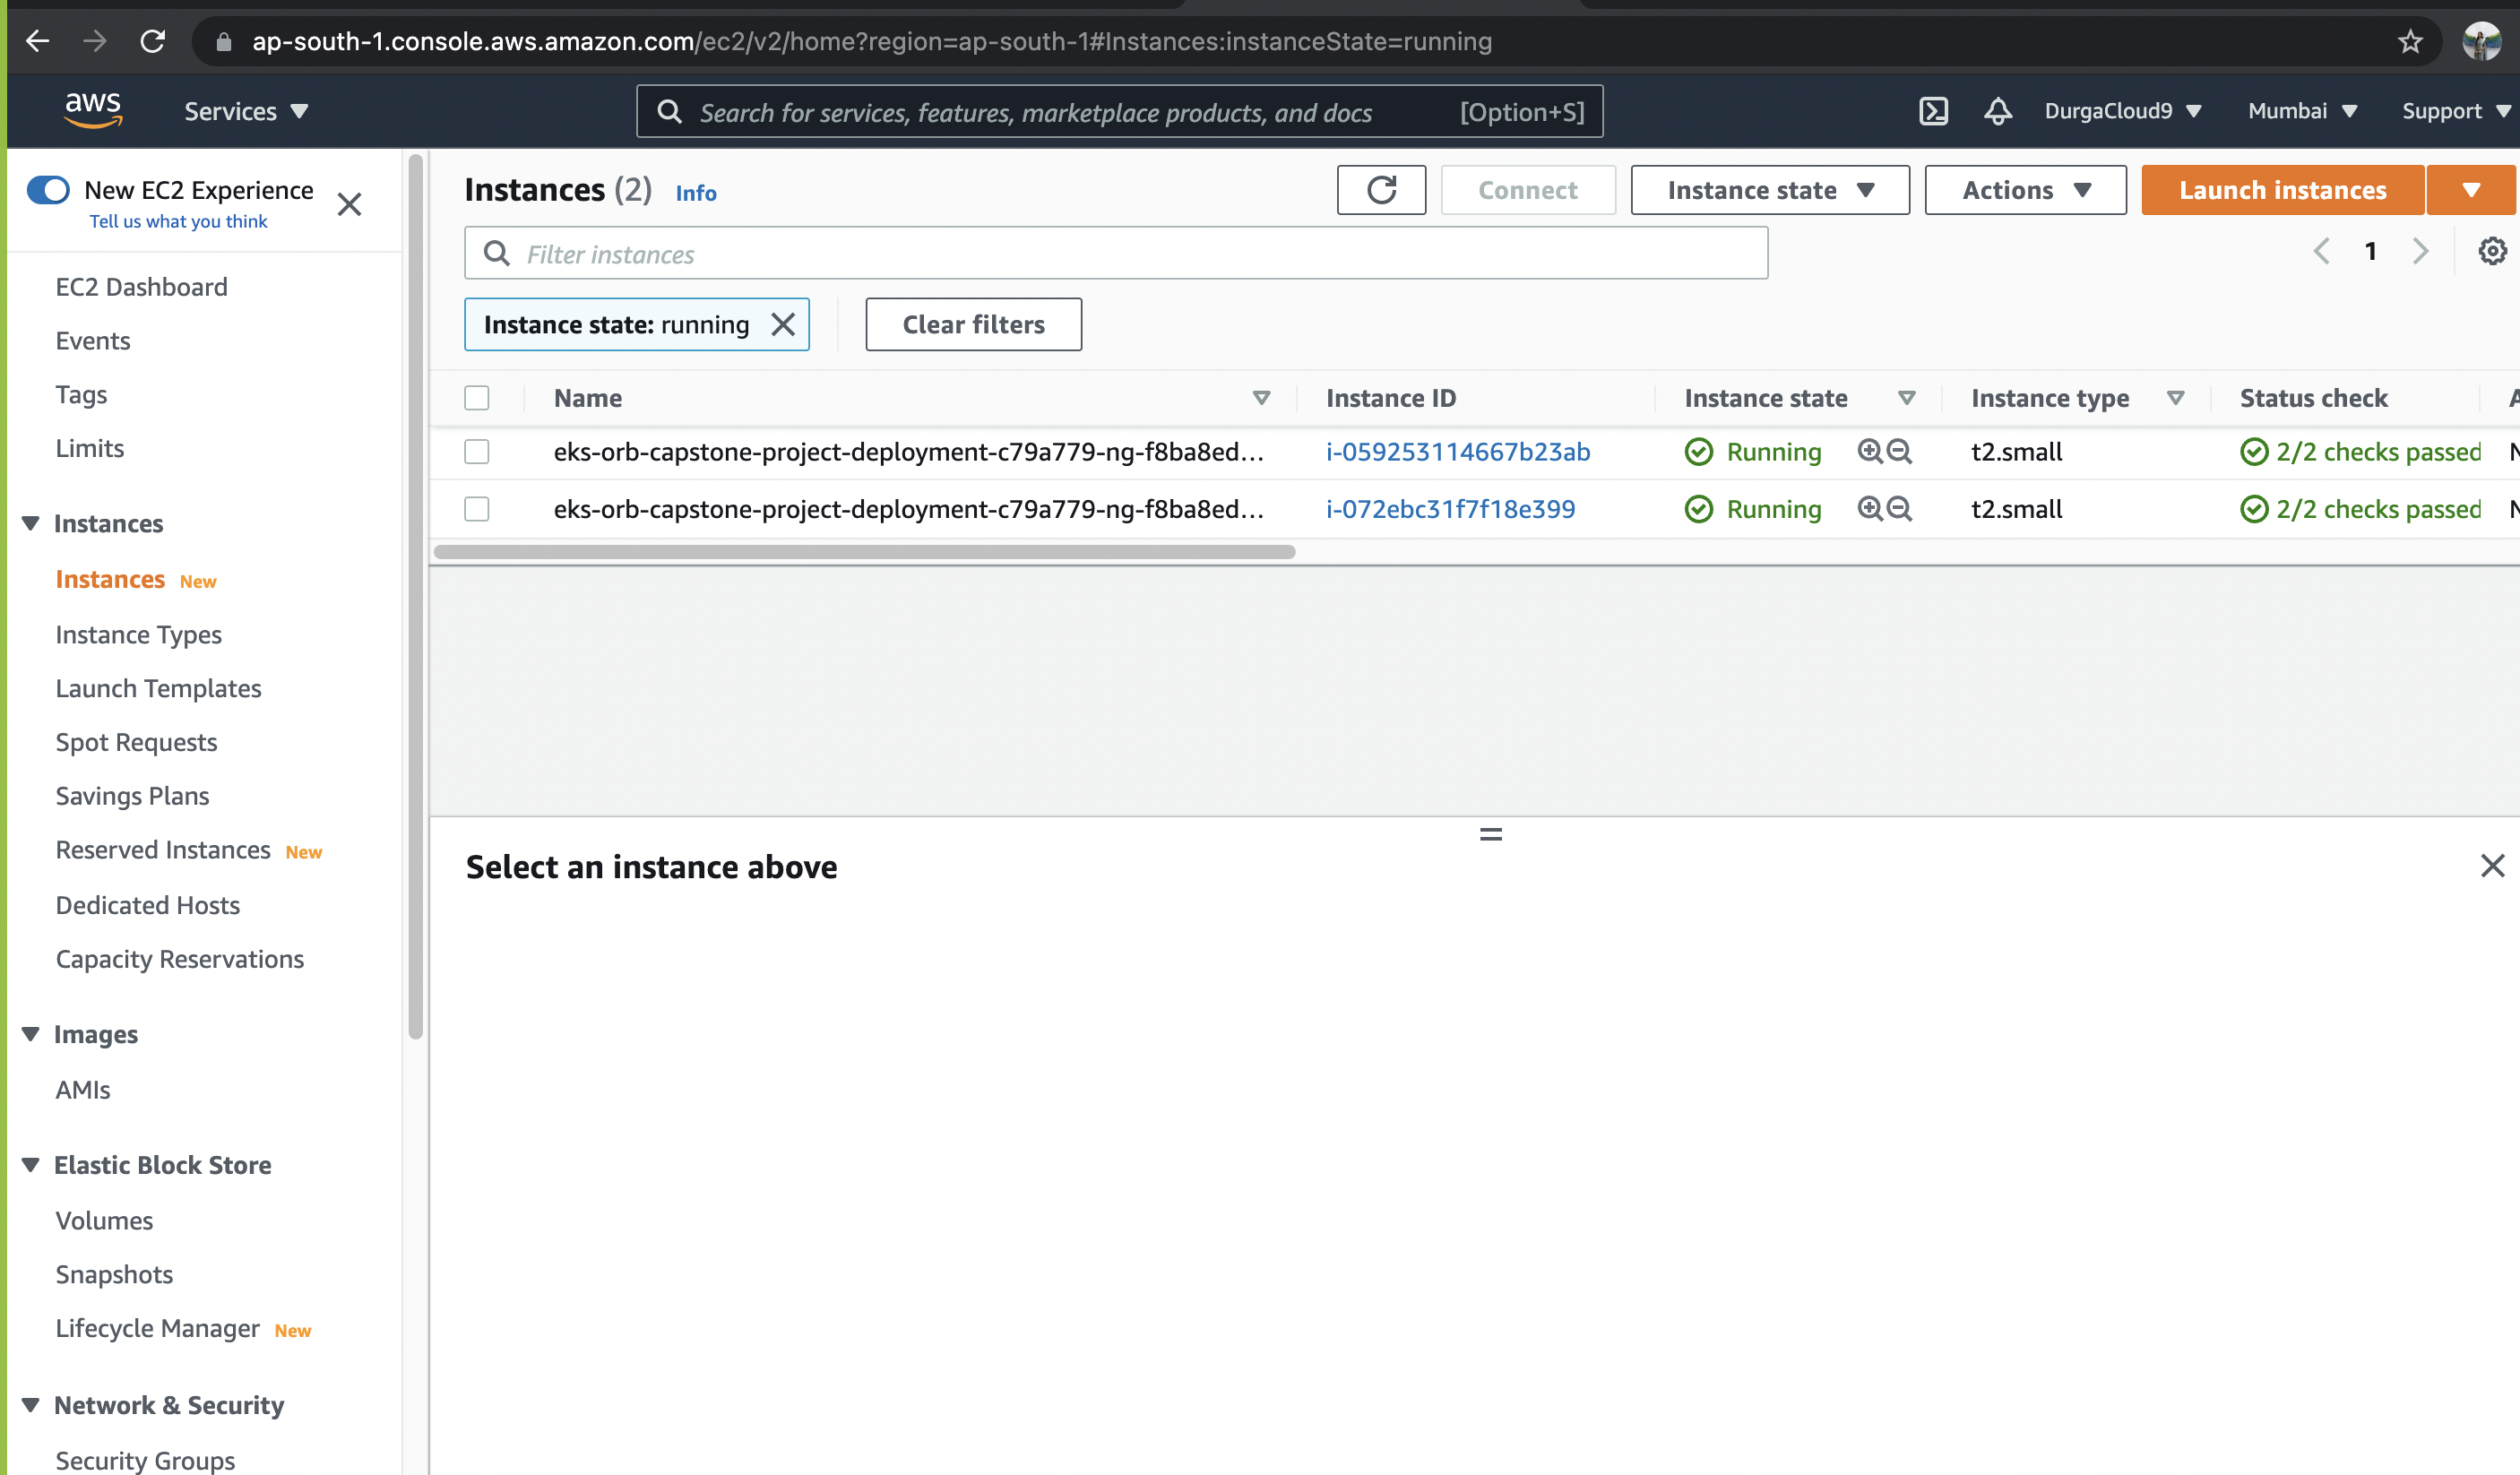 ap-south-1.console.aws.amazon.com/ec2/v2/home?region=ap-south-1#Instances:instanceState=running
aws
Services
Search for services, features, marketplace products, and docs [Option+S]
DurgaCloud9
Mumbai
Support
New EC2 Experience
Tell us what you think
EC2 Dashboard
Events
Tags
Limits
Instances
Instances New
Instance Types
Launch Templates
Spot Requests
Savings Plans
Reserved Instances New
Dedicated Hosts
Capacity Reservations
Images
AMIs
Elastic Block Store
Volumes
Snapshots
Lifecycle Manager New
Network & Security
Security Groups
Instances (2) Info
Connect
Instance state
Actions
Launch instances
Filter instances
1
Instance state: running
Clear filters
Name Instance ID Instance state Instance type Status check
eks-orb-capstone-project-deployment-c79a779-ng-f8ba8ed… i-059253114667b23ab Running t2.small 2/2 checks passed
eks-orb-capstone-project-deployment-c79a779-ng-f8ba8ed… i-072ebc31f7f18e399 Running t2.small 2/2 checks passed
Select an instance above